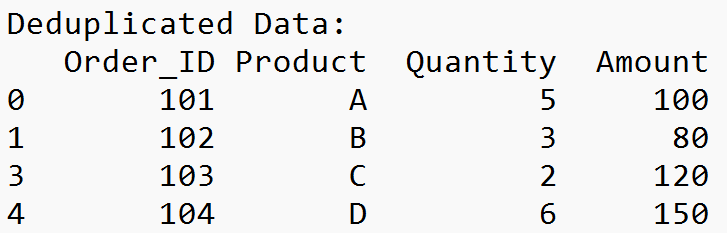 Deduplicated Data:
   Order_ID Product  Quantity  Amount
0       101       A         5     100
1       102       B         3      80
3       103       C         2     120
4       104       D         6     150